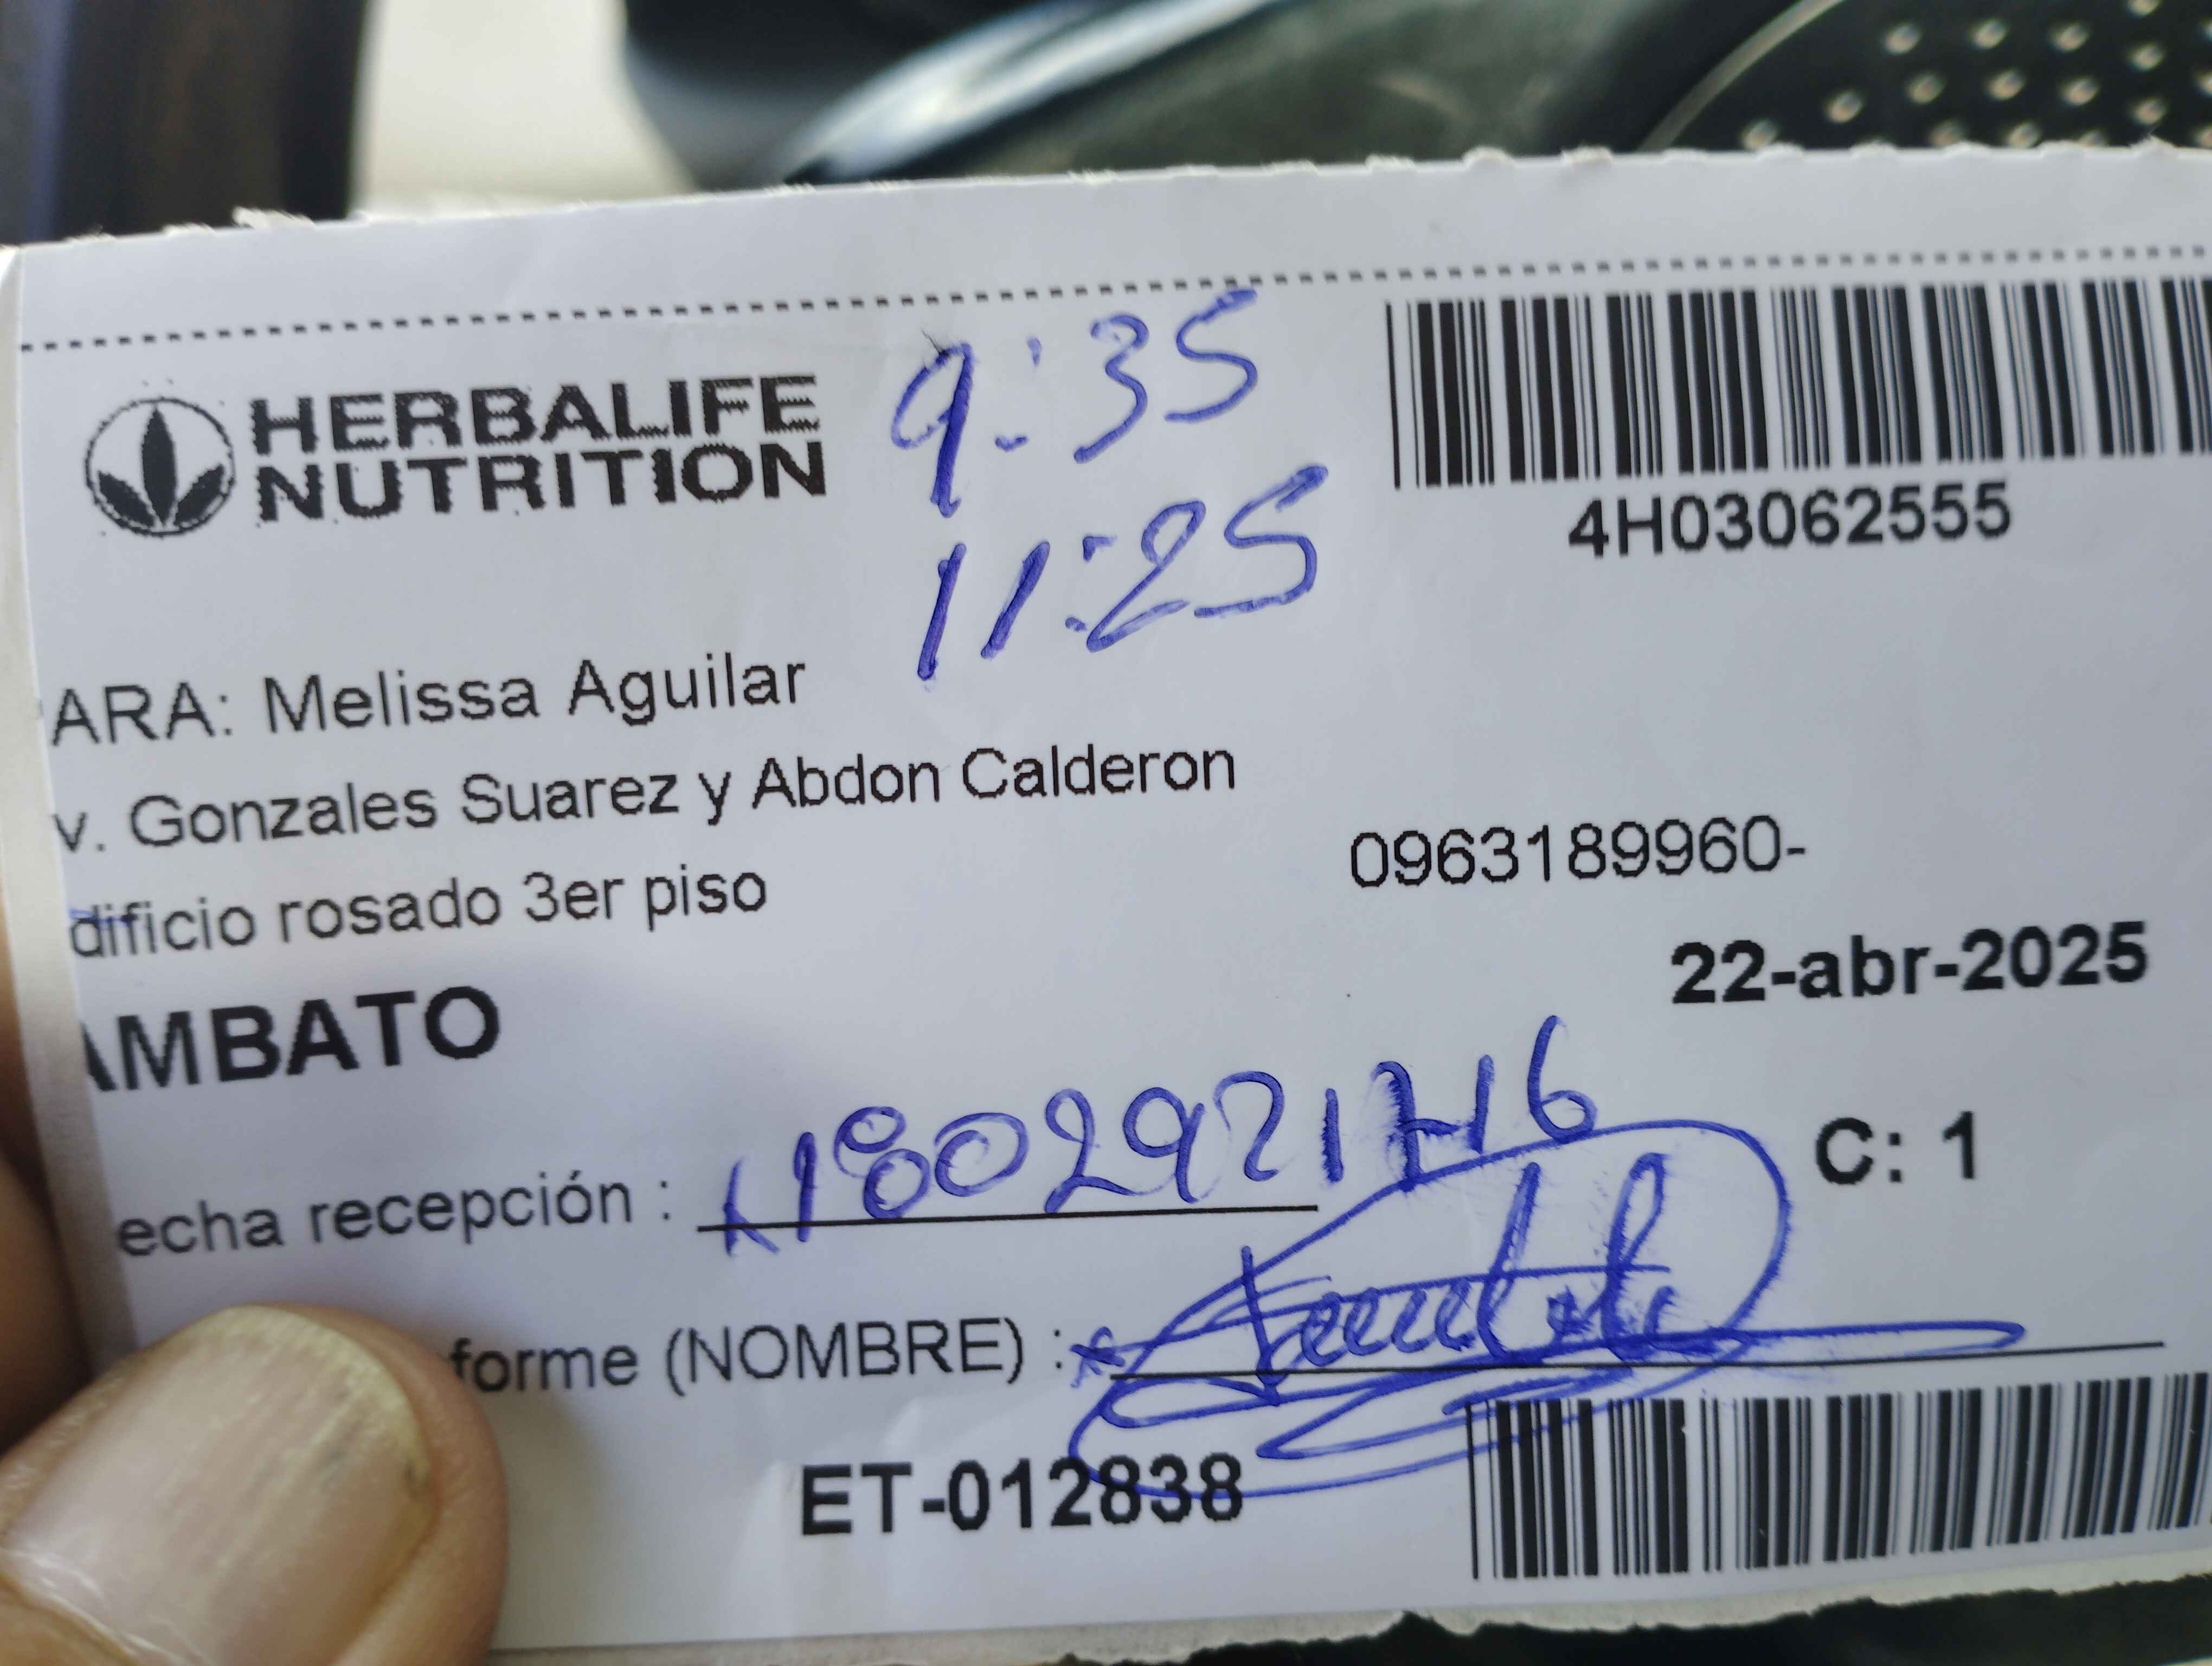 HERBALIFE
NUTRITION
9:35
11:25
4H03062555
ARA: Melissa Aguilar
v. Gonzales Suarez y Abdon Calderon
0963189960-
dificio rosado 3er piso
22-abr-2025
AMBATO
C: 1
echa recepción :
forme (NOMBRE) :
ET-012838